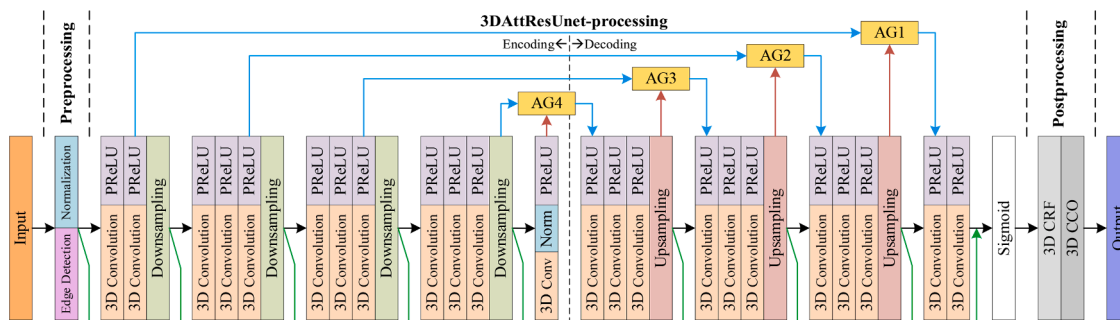 3DAttResUnet-processing
Encoding
Decoding
AG1
AG2
AG3
AG4
Preprocessing
Postprocessing
Input
Normalization
Edge Detection
PReLU
3D Convolution
PReLU
3D Convolution
Downsampling
PReLU
3D Convolution
PReLU
3D Convolution
PReLU
3D Convolution
Downsampling
PReLU
3D Convolution
PReLU
3D Convolution
PReLU
3D Convolution
Downsampling
PReLU
3D Convolution
PReLU
3D Convolution
PReLU
3D Convolution
Downsampling
PReLU
Norm
3D Conv
PReLU
3D Convolution
PReLU
3D Convolution
PReLU
3D Convolution
Upsampling
PReLU
3D Convolution
PReLU
3D Convolution
PReLU
3D Convolution
Upsampling
PReLU
3D Convolution
PReLU
3D Convolution
PReLU
3D Convolution
Upsampling
PReLU
3D Convolution
PReLU
3D Convolution
Sigmoid
3D CRF
3D CCO
Output